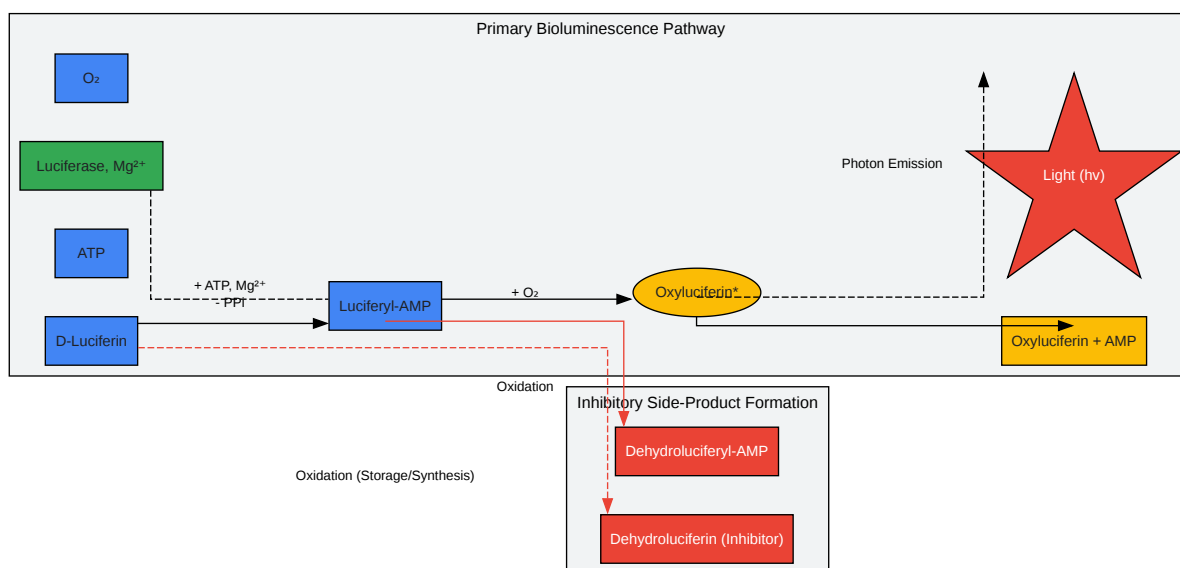 Primary Bioluminescence Pathway
O₂
Luciferase, Mg²⁺
Photon Emission
Light (hv)
ATP
+ ATP, Mg²⁺
- PPi
Luciferyl-AMP
+ O₂
Oxyluciferin*
D-Luciferin
Oxyluciferin + AMP
Oxidation
Inhibitory Side-Product Formation
Dehydroluciferyl-AMP
Oxidation (Storage/Synthesis)
Dehydroluciferin (Inhibitor)